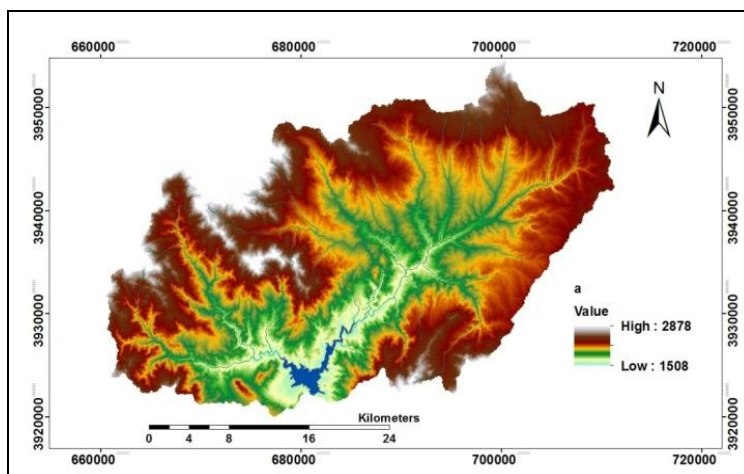 660000 680000 700000 720000
3950000 3950000
N
3940000 3940000
a
Value
3930000 3930000
High : 2878
Low : 1508
3920000 3920000
Kilometers
0 4 8 16 24
660000 680000 700000 720000